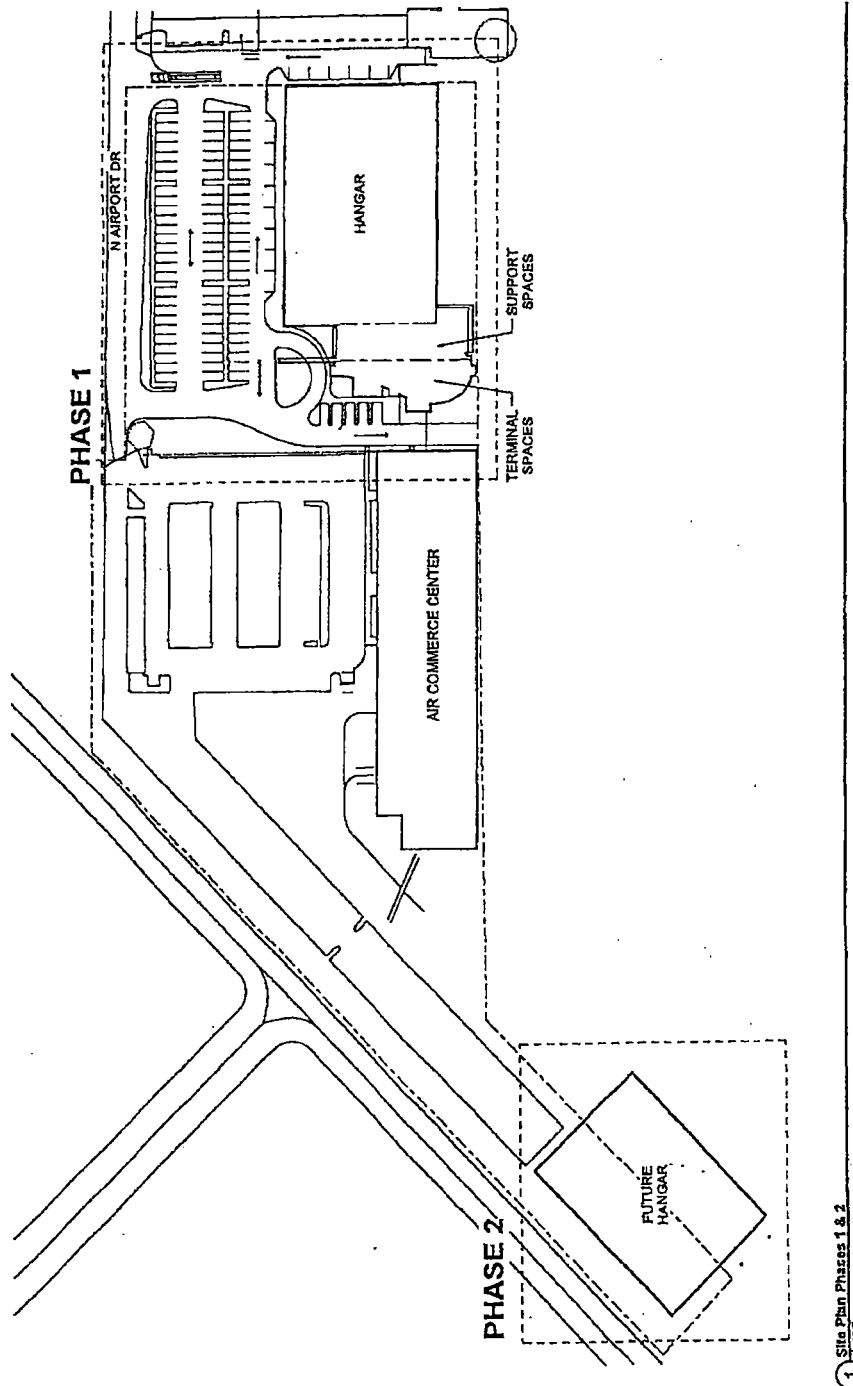 PHASE 1
N AIRPORT DR
HANGAR
SUPPORT
SPACES
TERMINAL
SPACES
AIR COMMERCE CENTER
PHASE 2
FUTURE
HANGAR
1
Site Plan Phases 1 & 2